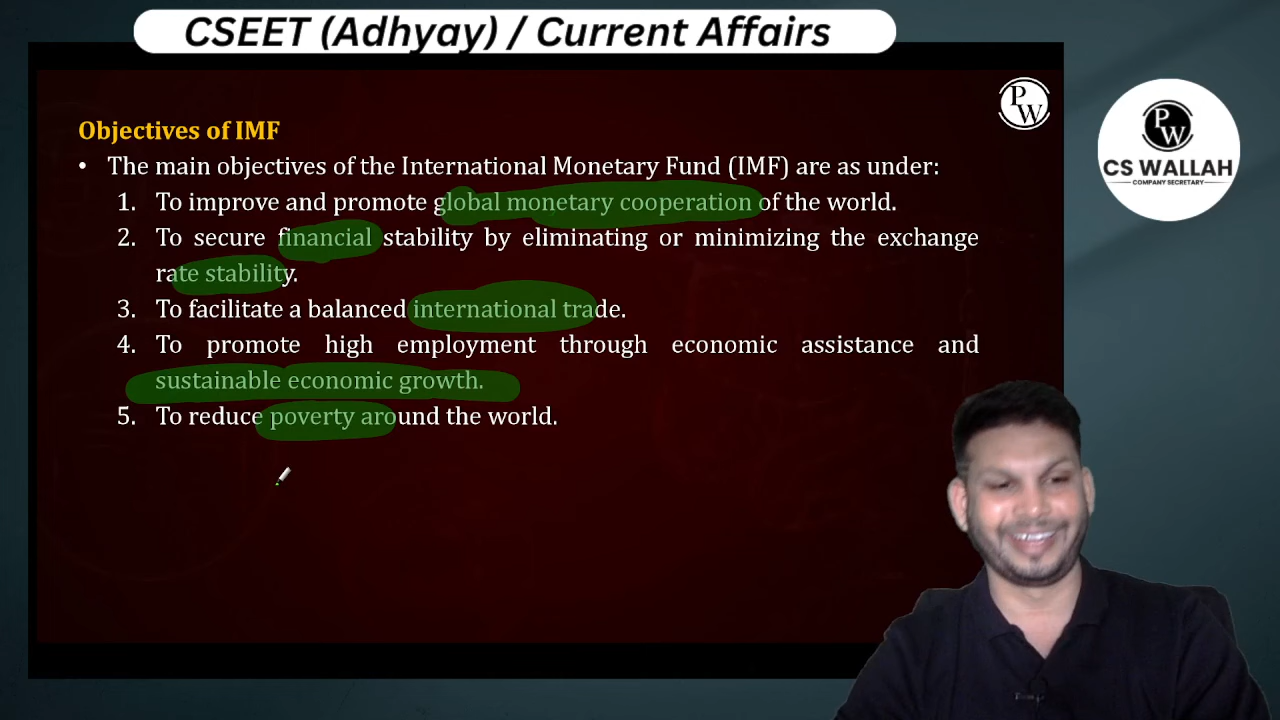 CSEET (Adhyay) / Current Affairs
PW
PW
CS WALLAH
COMPANY SECRETARY
Objectives of IMF
• The main objectives of the International Monetary Fund (IMF) are as under:
1. To improve and promote global monetary cooperation of the world.
2. To secure financial stability by eliminating or minimizing the exchange
rate stability.
3. To facilitate a balanced international trade.
4. To promote high employment through economic assistance and
sustainable economic growth.
5. To reduce poverty around the world.